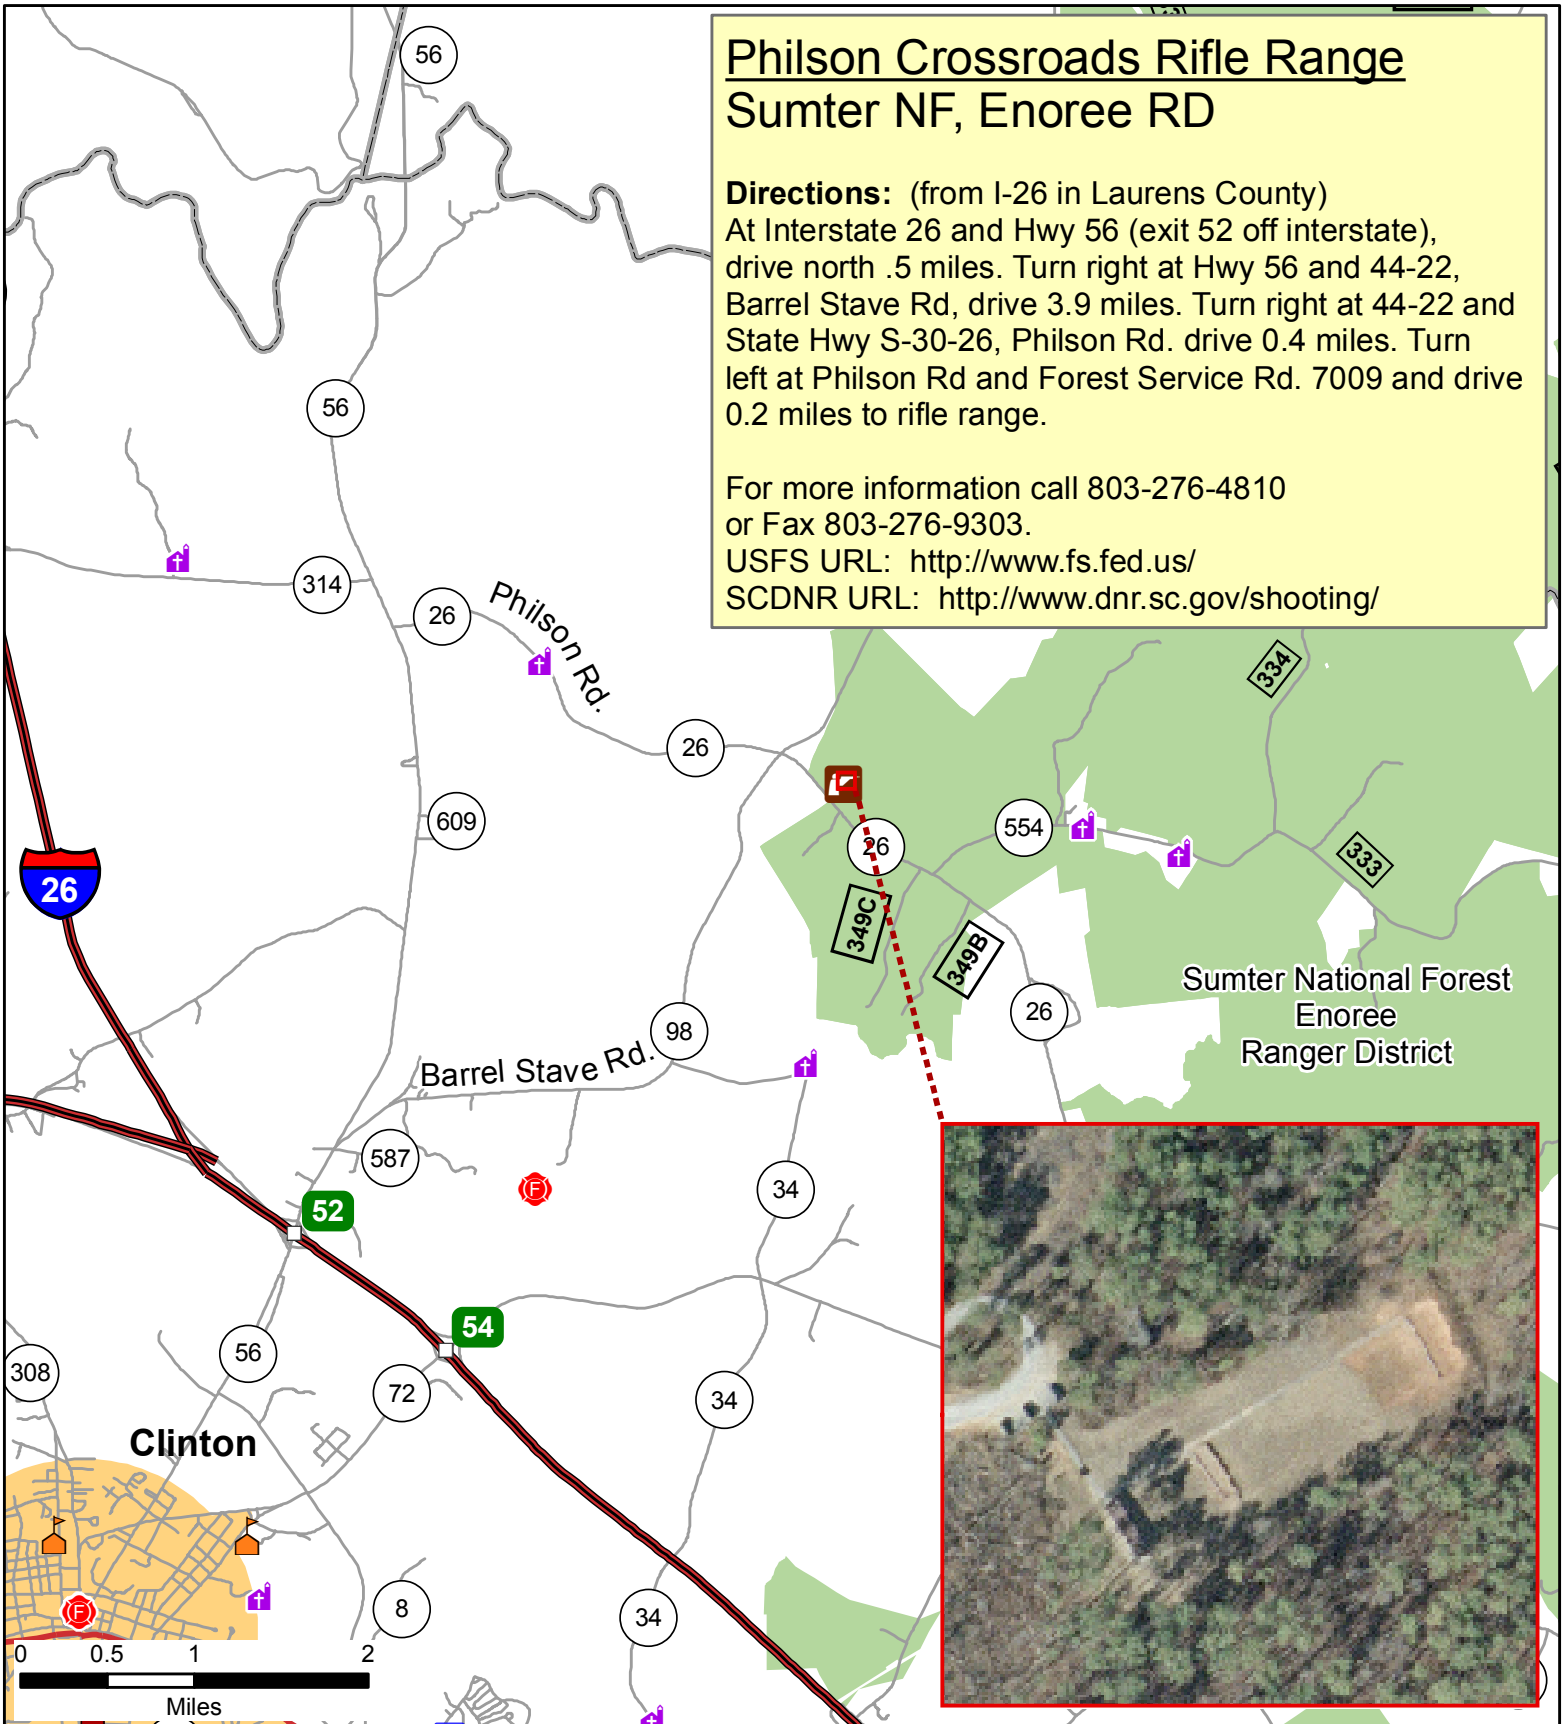 Philson Crossroads Rifle Range
Sumter NF, Enoree RD
Directions: (from I-26 in Laurens County)
At Interstate 26 and Hwy 56 (exit 52 off interstate),
drive north .5 miles. Turn right at Hwy 56 and 44-22,
Barrel Stave Rd, drive 3.9 miles. Turn right at 44-22 and
State Hwy S-30-26, Philson Rd. drive 0.4 miles. Turn
left at Philson Rd and Forest Service Rd. 7009 and drive
0.2 miles to rifle range.
For more information call 803-276-4810
or Fax 803-276-9303.
USFS URL: http://www.fs.fed.us/
SCDNR URL: http://www.dnr.sc.gov/shooting/
56
56
314
26
Philson Rd.
334
26
609
26
554
333
26
349C
349B
Sumter National Forest
Enoree
Ranger District
26
98
Barrel Stave Rd.
587
F
34
52
54
56
308
72
34
Clinton
F
8
34
0 0.5 1 2
Miles